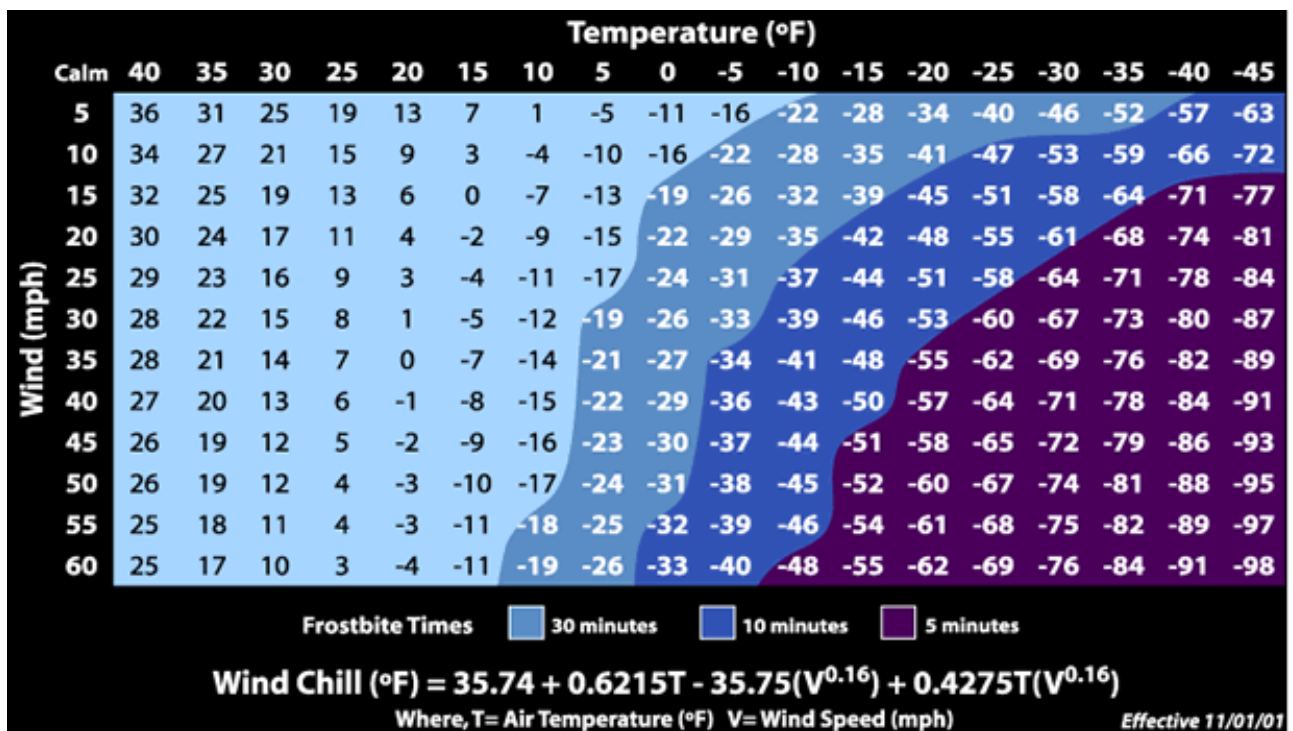 Temperature (ºF)
Calm 40 35 30 25 20 15 10 5 0 -5 -10 -15 -20 -25 -30 -35 -40 -45
5 36 31 25 19 13 7 1 -5 -11 -16 -22 -28 -34 -40 -46 -52 -57 -63
10 34 27 21 15 9 3 -4 -10 -16 -22 -28 -35 -41 -47 -53 -59 -66 -72
15 32 25 19 13 6 0 -7 -13 -19 -26 -32 -39 -45 -51 -58 -64 -71 -77
20 30 24 17 11 4 -2 -9 -15 -22 -29 -35 -42 -48 -55 -61 -68 -74 -81
25 29 23 16 9 3 -4 -11 -17 -24 -31 -37 -44 -51 -58 -64 -71 -78 -84
30 28 22 15 8 1 -5 -12 -19 -26 -33 -39 -46 -53 -60 -67 -73 -80 -87
35 28 21 14 7 0 -7 -14 -21 -27 -34 -41 -48 -55 -62 -69 -76 -82 -89
40 27 20 13 6 -1 -8 -15 -22 -29 -36 -43 -50 -57 -64 -71 -78 -84 -91
45 26 19 12 5 -2 -9 -16 -23 -30 -37 -44 -51 -58 -65 -72 -79 -86 -93
50 26 19 12 4 -3 -10 -17 -24 -31 -38 -45 -52 -60 -67 -74 -81 -88 -95
55 25 18 11 4 -3 -11 -18 -25 -32 -39 -46 -54 -61 -68 -75 -82 -89 -97
60 25 17 10 3 -4 -11 -19 -26 -33 -40 -48 -55 -62 -69 -76 -84 -91 -98
Wind (mph)
Frostbite Times 30 minutes 10 minutes 5 minutes
Wind Chill (ºF) = 35.74 + 0.6215T - 35.75(V^0.16) + 0.4275T(V^0.16)
Where, T= Air Temperature (ºF) V= Wind Speed (mph) Effective 11/01/01